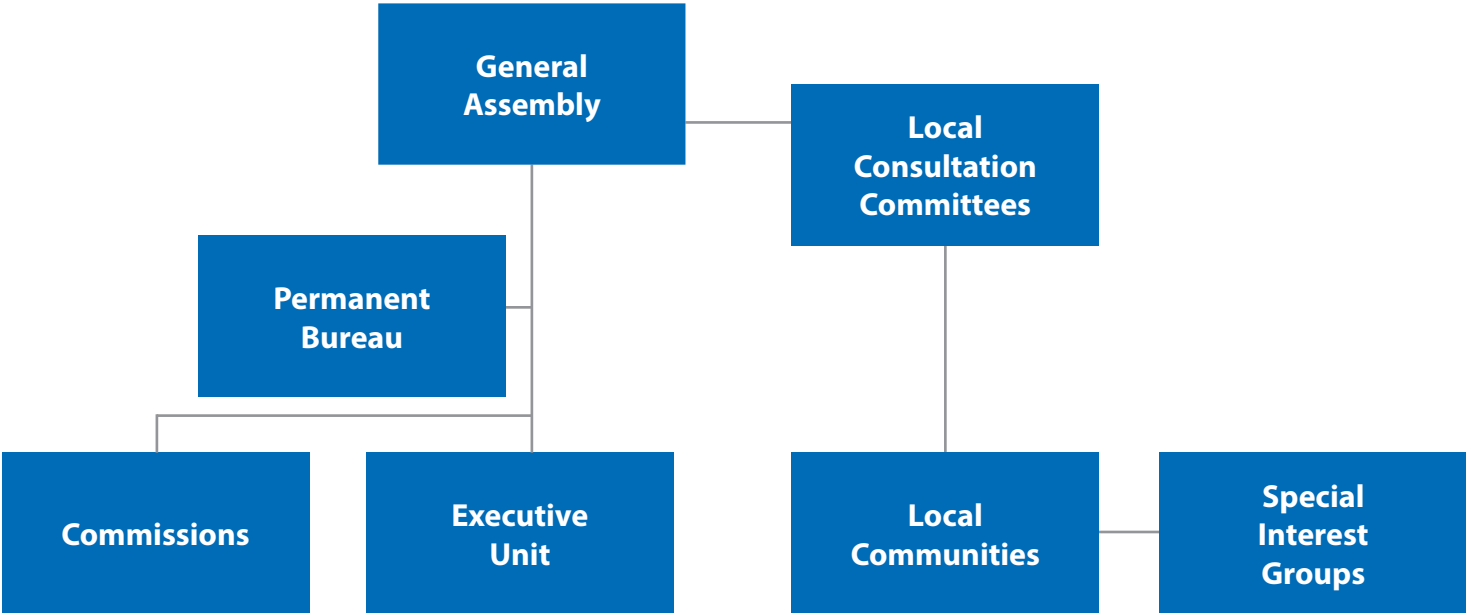 General
Assembly
Local
Consultation
Committees
Permanent
Bureau
Commissions
Executive
Unit
Local
Communities
Special
Interest
Groups